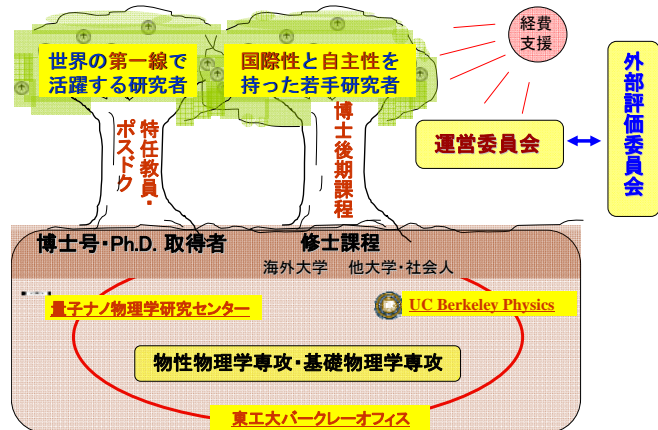 経費
支援
世界の第一線で
活躍する研究者
国際性と自主性を
持った若手研究者
外部評価委員会
特任教員・
ポスドク
博士後期課程
運営委員会
博士号・Ph.D. 取得者
修士課程
海外大学 他大学・社会人
量子ナノ物理学研究センター
UC Berkeley Physics
物性物理学専攻・基礎物理学専攻
東工大バークレーオフィス